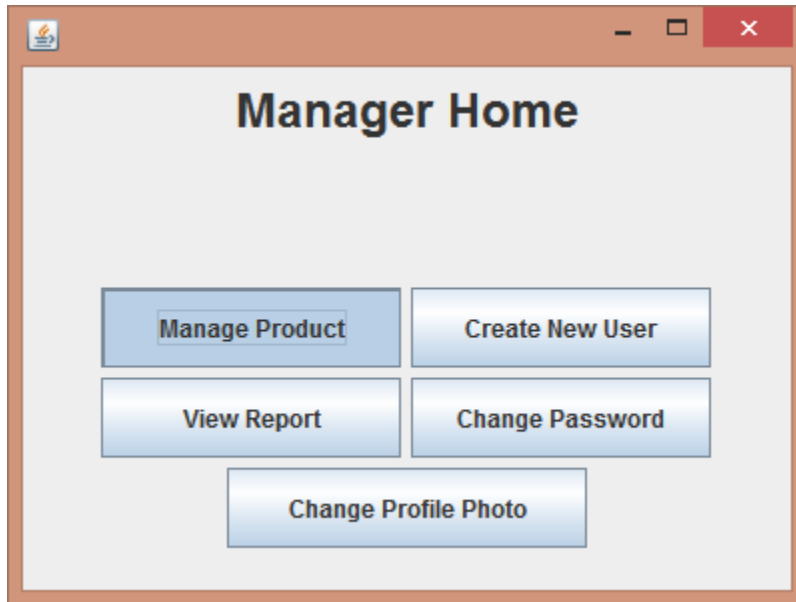 Manager Home
Manage Product
Create New User
View Report
Change Password
Change Profile Photo